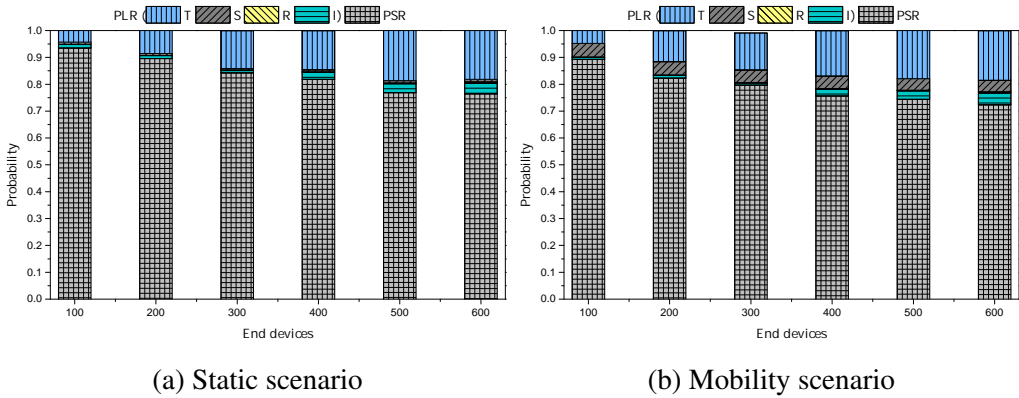 PLR ( T S R I) PSR
1.0
0.9
0.8
0.7
0.6
0.5
0.4
0.3
0.2
0.1
0.0
Probability
100 200 300 400 500 600
End devices
(a) Static scenario
PLR ( T S R I) PSR
1.0
0.9
0.8
0.7
0.6
0.5
0.4
0.3
0.2
0.1
0.0
Probability
100 200 300 400 500 600
End devices
(b) Mobility scenario